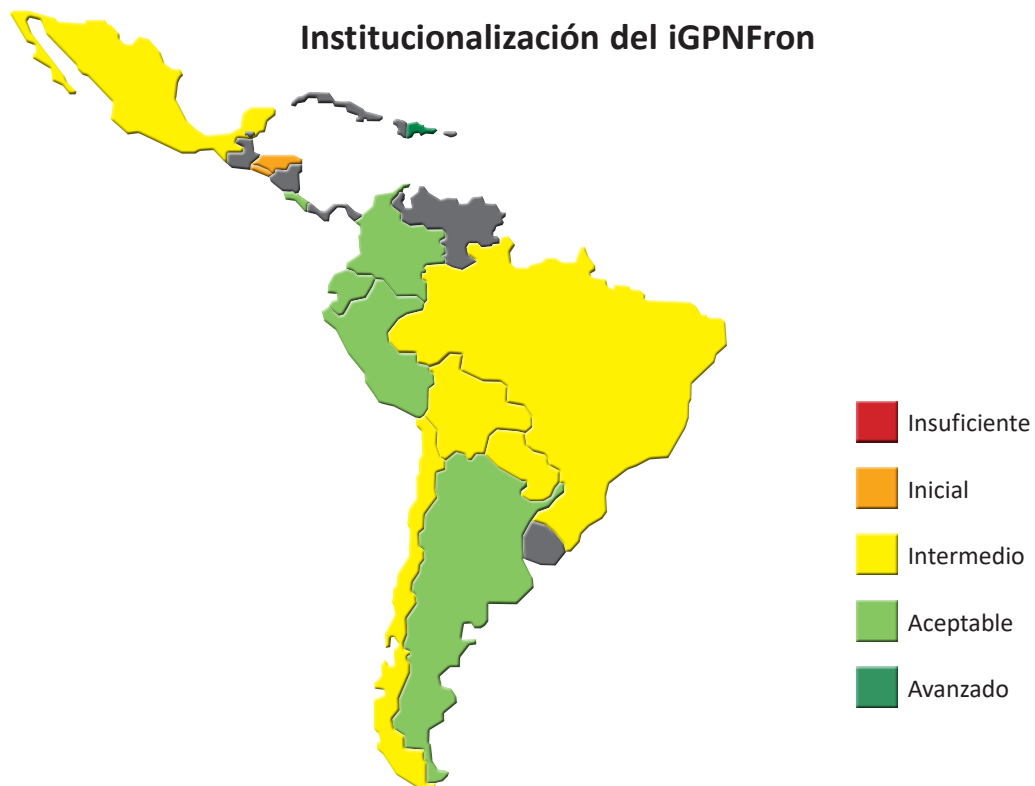 Institucionalización del iGPNFron
Insuficiente
Inicial
Intermedio
Aceptable
Avanzado